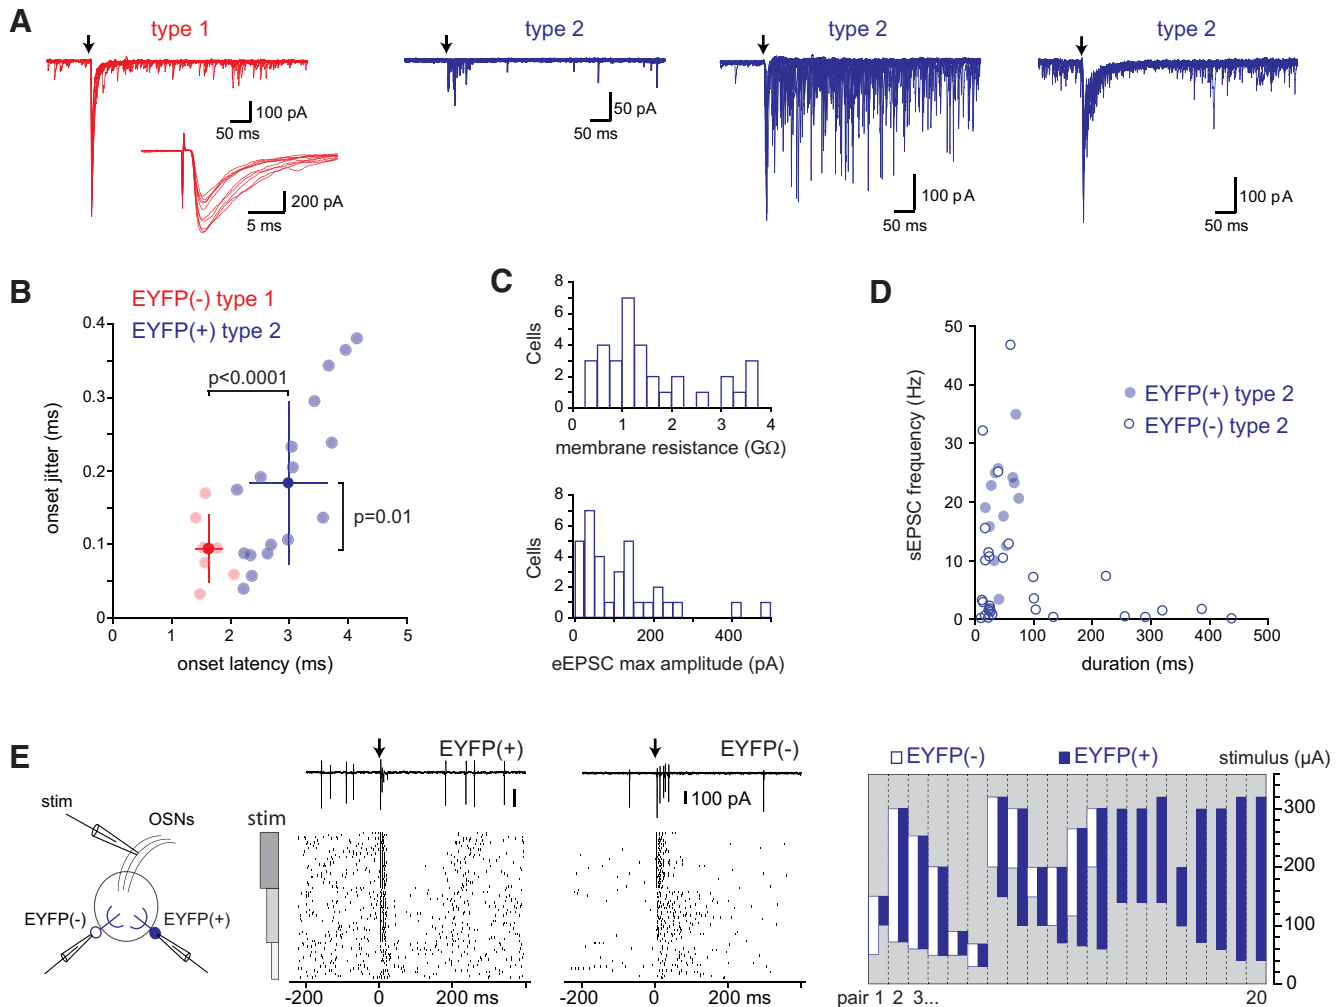 A
type 1
type 2
type 2
type 2
100 pA
50 ms
200 pA
5 ms
50 pA
50 ms
100 pA
50 ms
100 pA
50 ms
B
EYFP(-) type 1
EYFP(+) type 2
0.4
0.3
0.2
0.1
0
onset jitter (ms)
p<0.0001
p=0.01
0 1 2 3 4 5
onset latency (ms)
C
8
6
4
2
0
Cells
0 1 2 3 4
membrane resistance (GΩ)
8
6
4
2
0
Cells
0 200 400
eEPSC max amplitude (pA)
D
50
40
30
20
10
0
sEPSC frequency (Hz)
EYFP(+) type 2
EYFP(-) type 2
0 100 200 300 400 500
duration (ms)
E
stim
OSNs
EYFP(-)
EYFP(+)
stim
EYFP(+)
-200 0 200 ms
EYFP(-)
100 pA
-200 0 200 ms
EYFP(-)
EYFP(+)
stimulus (µA)
300
200
100
0
pair 1 2 3... 20